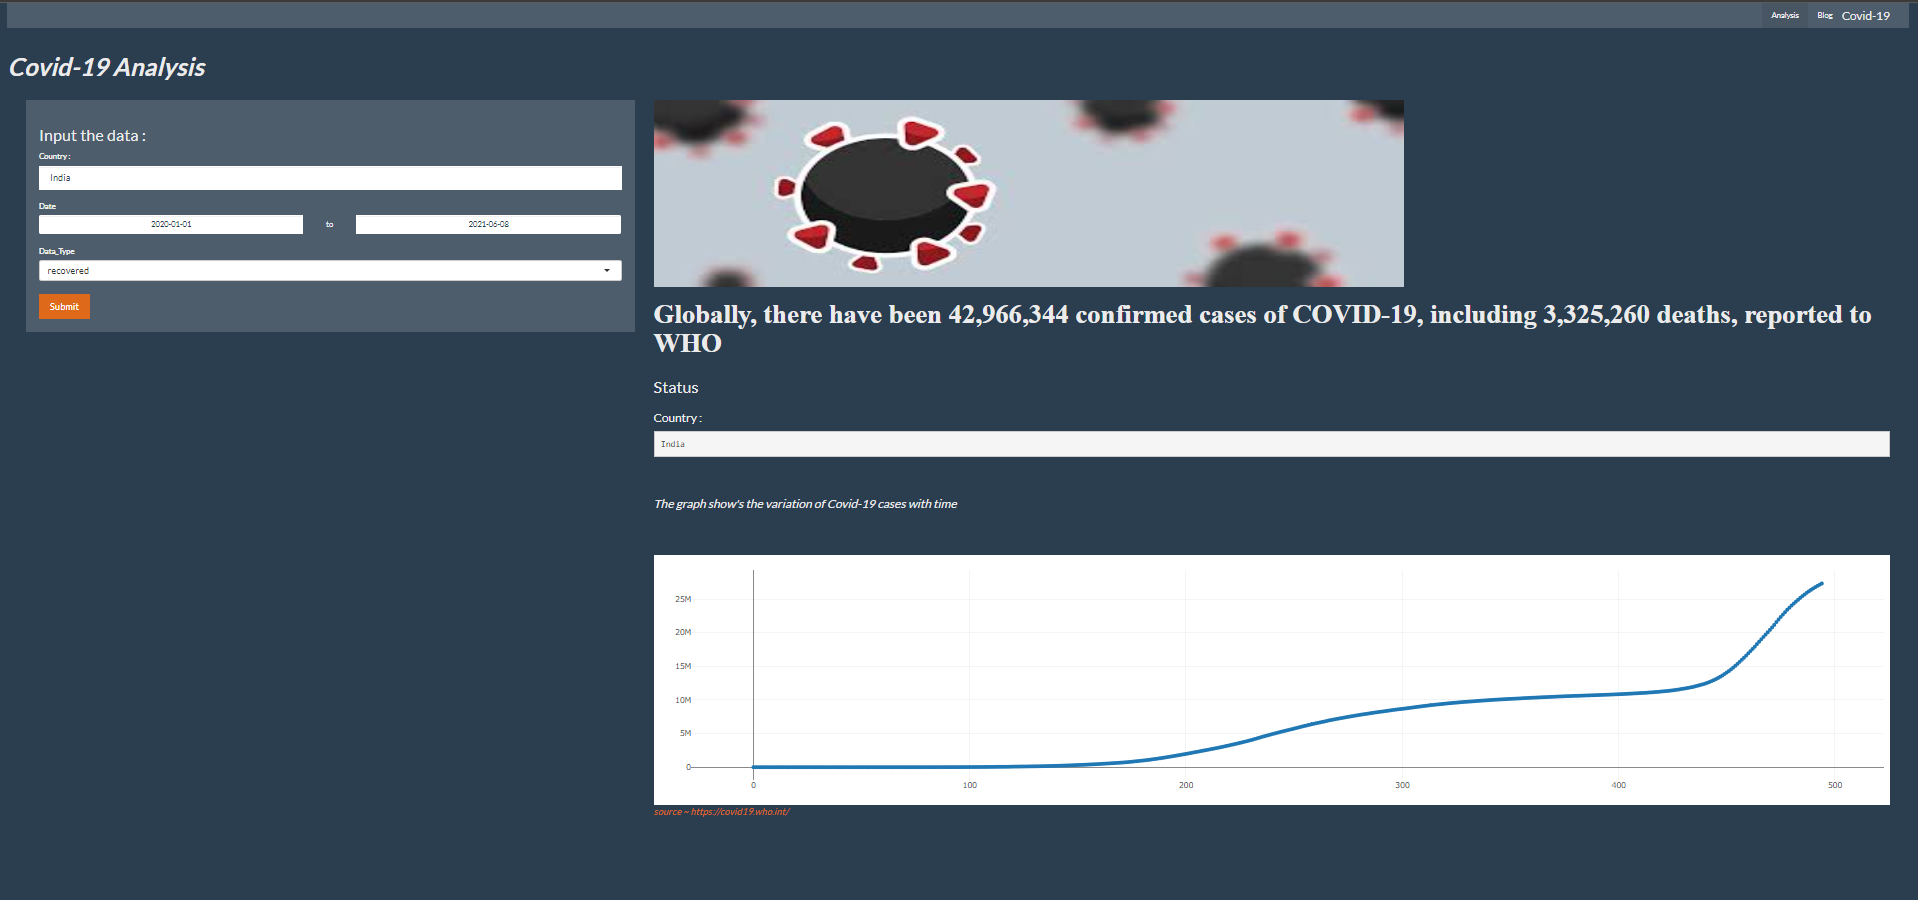 Analysis Blog Covid-19
Covid-19 Analysis
Input the data :
Country :
India
Date
2020-01-01 to 2021-06-08
Data_Type
recovered
Submit
Globally, there have been 42,966,344 confirmed cases of COVID-19, including 3,325,260 deaths, reported to
WHO
Status
Country :
India
The graph show's the variation of Covid-19 cases with time
25M
20M
15M
10M
5M
0
0 100 200 300 400 500
source ~ https://covid19.who.int/